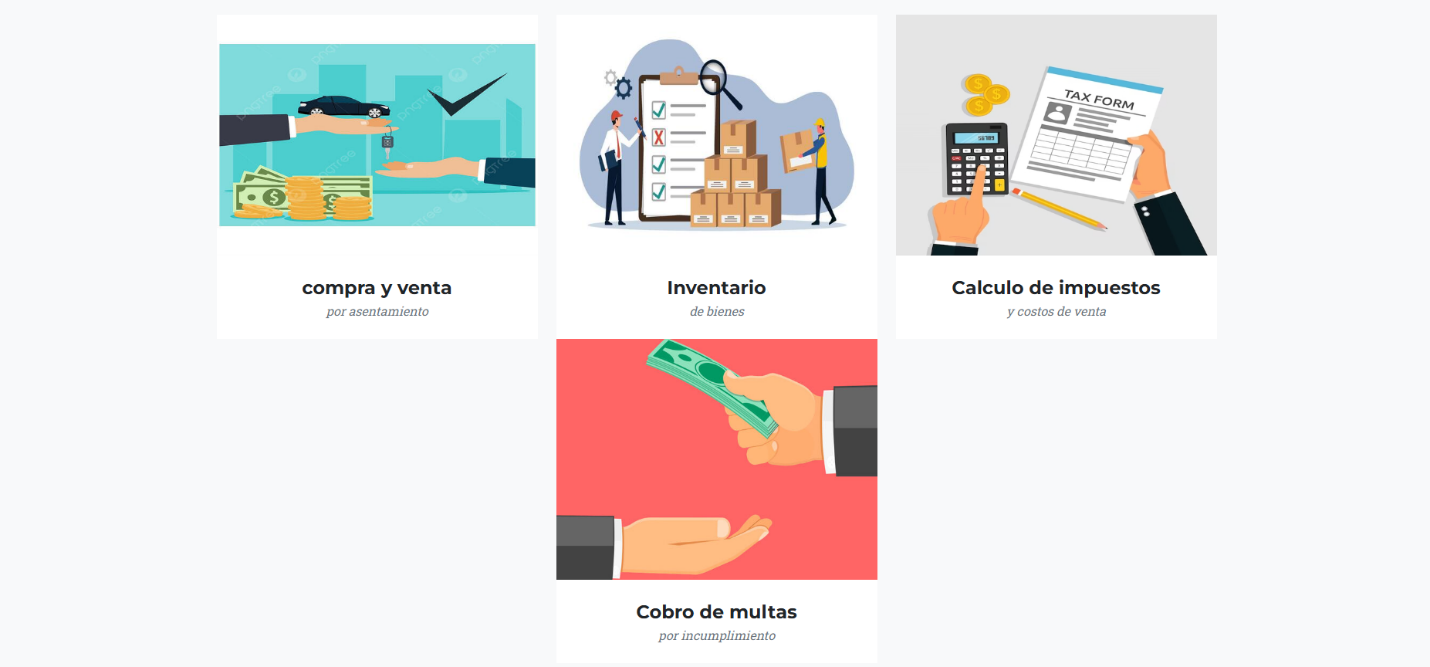 compra y venta
por asentamiento
Inventario
de bienes
TAX FORM
Calculo de impuestos
y costos de venta
Cobro de multas
por incumplimiento